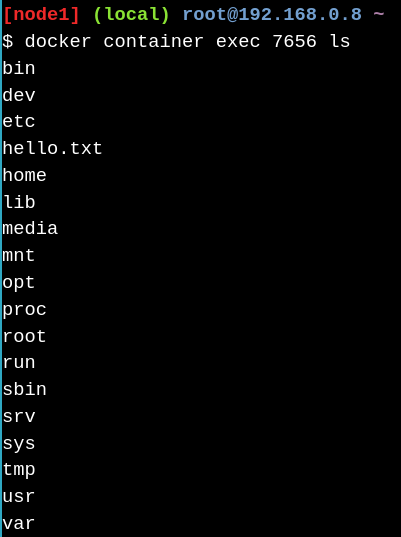 [node1] (local) root@192.168.0.8 ~
$ docker container exec 7656 ls
bin
dev
etc
hello.txt
home
lib
media
mnt
opt
proc
root
run
sbin
srv
sys
tmp
usr
var